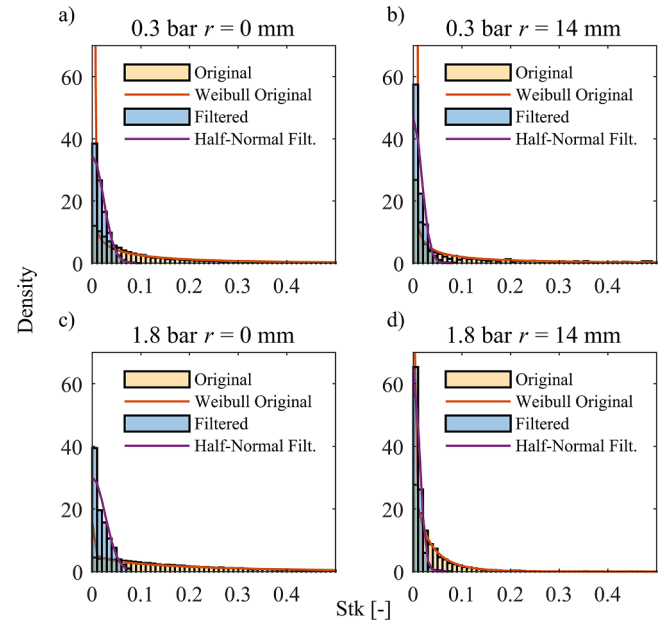 a)
0.3 bar r = 0 mm
60
40
20
0
Original
Weibull Original
Filtered
Half-Normal Filt.
0 0.1 0.2 0.3 0.4
b)
0.3 bar r = 14 mm
60
40
20
0
Original
Weibull Original
Filtered
Half-Normal Filt.
0 0.1 0.2 0.3 0.4
Density
c)
1.8 bar r = 0 mm
60
40
20
0
Original
Weibull Original
Filtered
Half-Normal Filt.
0 0.1 0.2 0.3 0.4
d)
1.8 bar r = 14 mm
60
40
20
0
Original
Weibull Original
Filtered
Half-Normal Filt.
0 0.1 0.2 0.3 0.4
Stk [-]